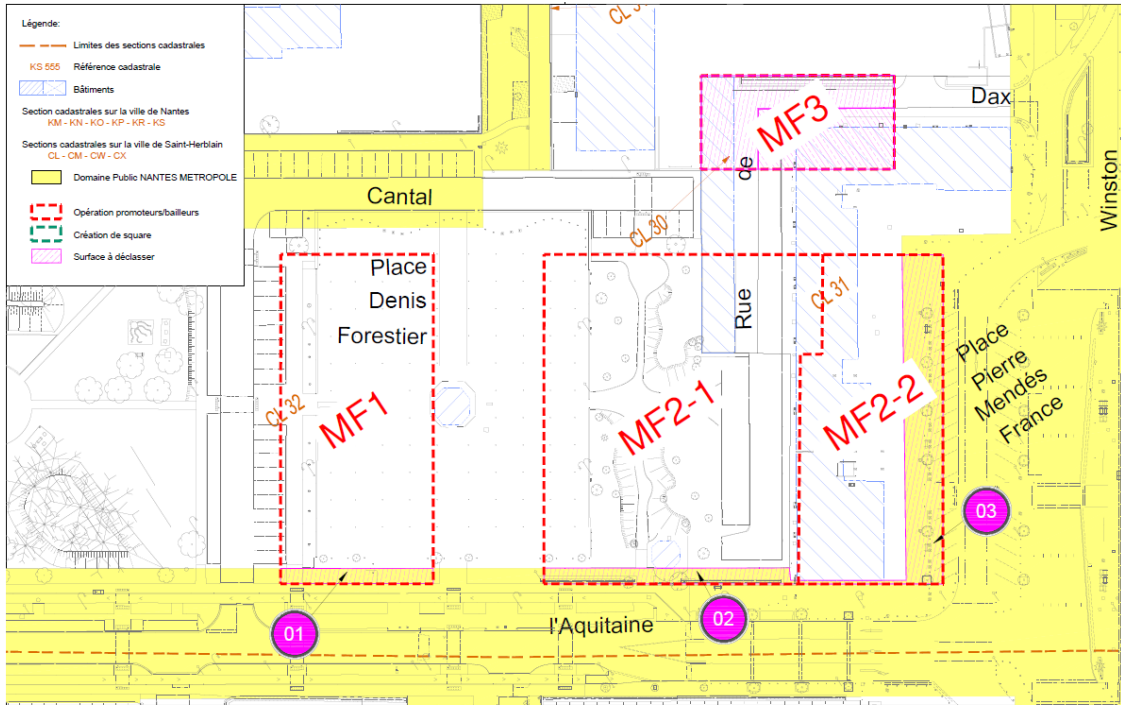 Légende:
Limites des sections cadastrales
KS 555 Référence cadastrale
Bâtiments
Section cadastrales sur la ville de Nantes
KM - KN - KO - KP - KR - KS
Sections cadastrales sur la ville de Saint-Herblain
CL - CM - CW - CX
Domaine Public NANTES METROPOLE
Opération promoteurs/bailleurs
Création de square
Surface à déclasser
Dax
MF3
de
Winston
Cantal
CL 30
Place
Denis
Forestier
Rue
CL 31
Place
Pierre
Mendés
France
CL 32
MF1
MF2-1
MF2-2
03
01
02
l'Aquitaine